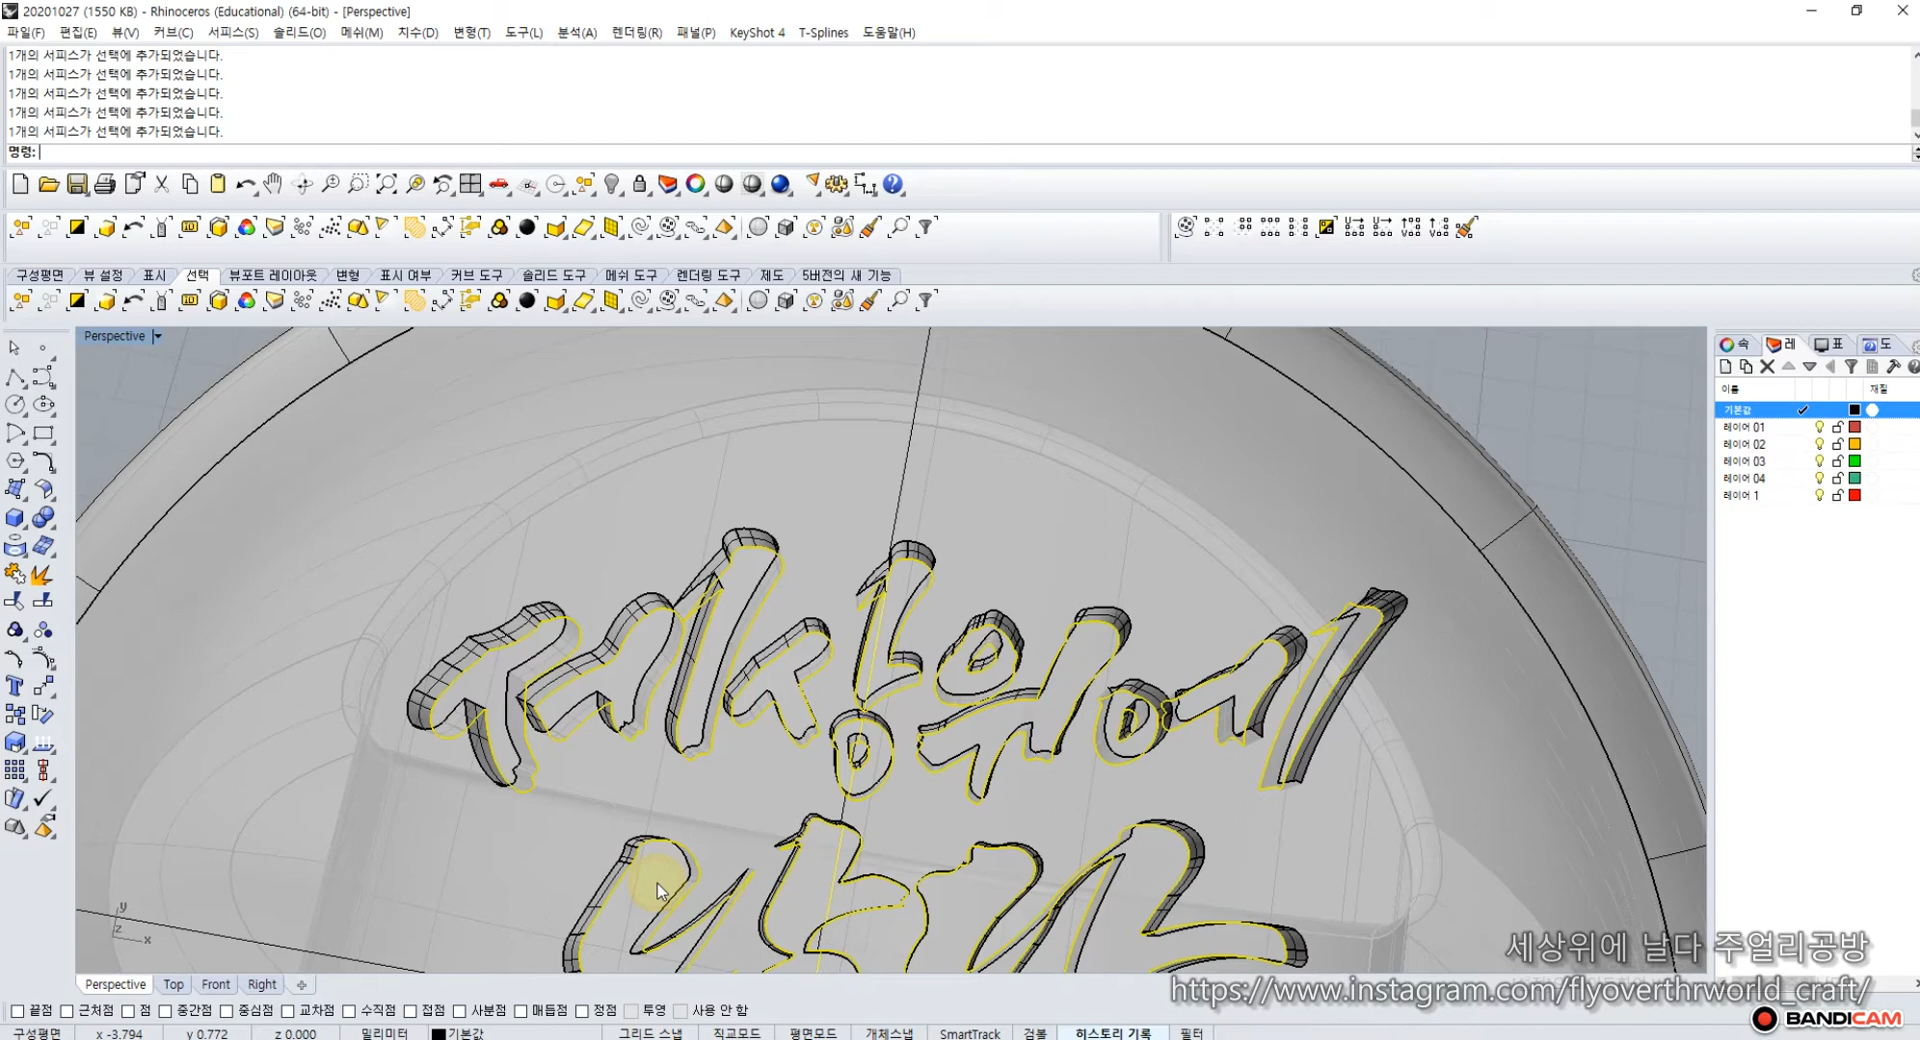 20201027 (1550 KB) - Rhinoceros (Educational) (64-bit) - [Perspective]
파일(F) 편집(E) 뷰(V) 커브(C) 서피스(S) 솔리드(O) 메쉬(M) 치수(D) 변형(T) 도구(L) 분석(A) 렌더링(R) 패널(P) KeyShot 4 T-Splines 도움말(H)
1개의 서피스가 선택에 추가되었습니다.
1개의 서피스가 선택에 추가되었습니다.
1개의 서피스가 선택에 추가되었습니다.
1개의 서피스가 선택에 추가되었습니다.
1개의 서피스가 선택에 추가되었습니다.
명령:
구성평면 뷰 설정 표시 선택 뷰포트 레이아웃 변형 표시 여부 커브 도구 솔리드 도구 메쉬 도구 렌더링 도구 제도 5버전의 새 기능
Perspective
속 레 표 도
이름 재질
기본값
레이어 01
레이어 02
레이어 03
레이어 04
레이어 1
세상위에
날다
y
z
x
세상위에 날다 주얼리공방
https://www.instagram.com/flyoverthrworld_craft/
BANDICAM
Perspective Top Front Right
끝점 근처점 점 중간점 중심점 교차점 수직점 접점 사분점 매듭점 정점 투영 사용 안 함
구성평면 x -3.794 y 0.772 z 0.000 밀리미터 기본값 그리드 스냅 직교모드 평면모드 개체스냅 SmartTrack 검볼 히스토리 기록 필터